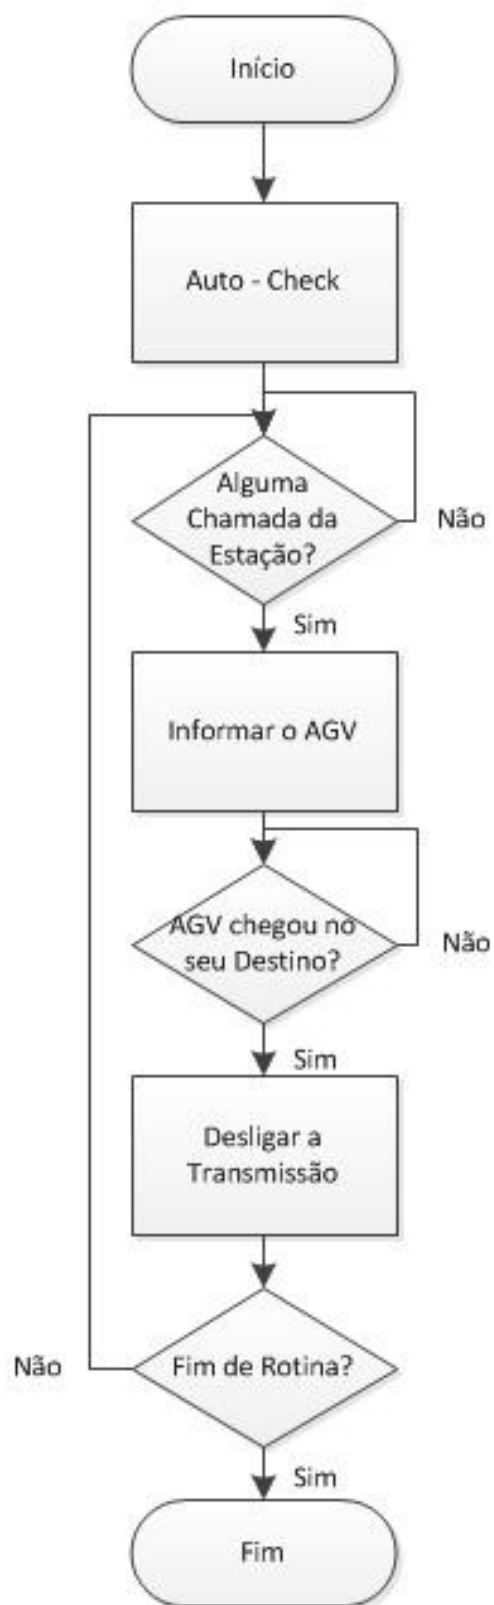 Início
Auto - Check
Alguma
Chamada da
Estação?
Não
Sim
Informar o AGV
AGV chegou no
seu Destino?
Não
Sim
Desligar a
Transmissão
Não
Fim de Rotina?
Sim
Fim